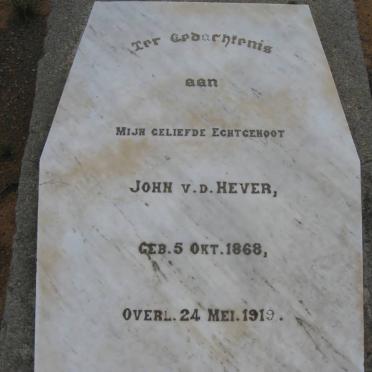 Ter Gedachtenis
aan
Mijn geliefde Echtgenoot
John v.d. Hever,
Geb. 5 Okt. 1868,
Overl. 24 Mei. 1919.